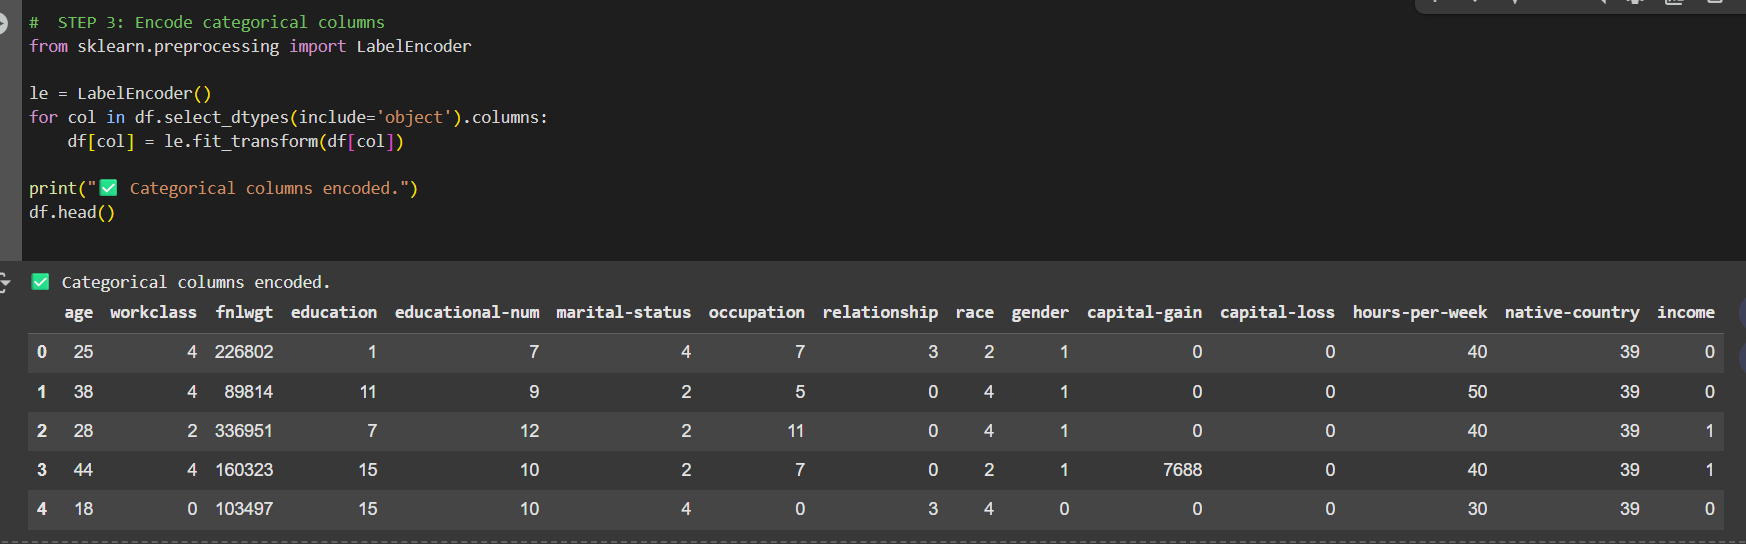 #  STEP 3: Encode categorical columns
from sklearn.preprocessing import LabelEncoder
le = LabelEncoder()
for col in df.select_dtypes(include='object').columns:
    df[col] = le.fit_transform(df[col])
print("✅ Categorical columns encoded.")
df.head()
✅ Categorical columns encoded.
age workclass fnlwgt education educational-num marital-status occupation relationship race gender capital-gain capital-loss hours-per-week native-country income
0 25 4 226802 1 7 4 7 3 2 1 0 0 40 39 0
1 38 4 89814 11 9 2 5 0 4 1 0 0 50 39 0
2 28 2 336951 7 12 2 11 0 4 1 0 0 40 39 1
3 44 4 160323 15 10 2 7 0 2 1 7688 0 40 39 1
4 18 0 103497 15 10 4 0 3 4 0 0 0 30 39 0